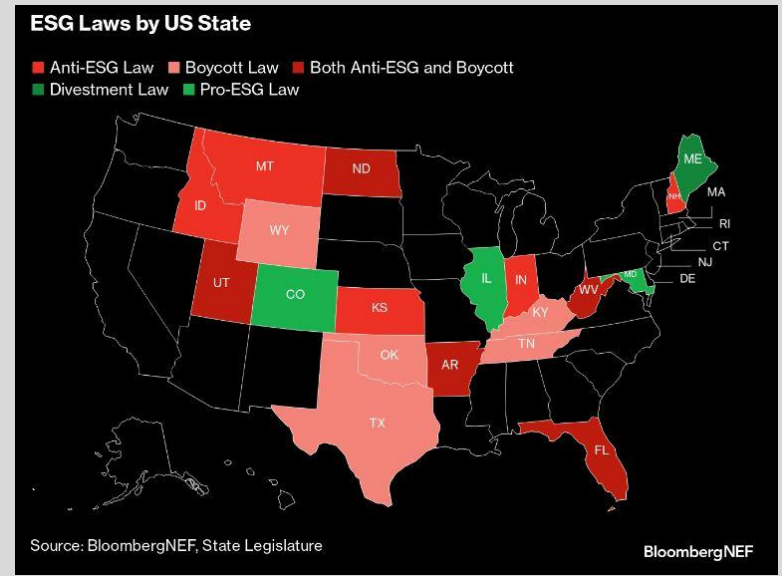 ESG Laws by US State
Anti-ESG Law Boycott Law Both Anti-ESG and Boycott
Divestment Law Pro-ESG Law
ME
MT
ND
MA
NH
ID
RI
WY
CT
NJ
MD
IL
IN
DE
UT
WV
CO
KS
KY
TN
OK
AR
TX
FL
Source: BloombergNEF, State Legislature
BloombergNEF